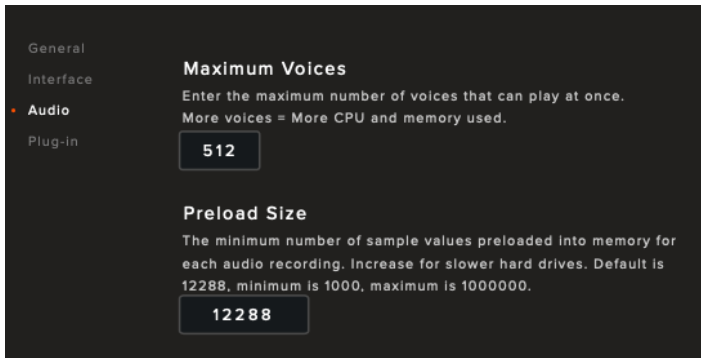 General
Interface
Audio
Plug-in
Maximum Voices
Enter the maximum number of voices that can play at once.
More voices = More CPU and memory used.
512
Preload Size
The minimum number of sample values preloaded into memory for
each audio recording. Increase for slower hard drives. Default is
12288, minimum is 1000, maximum is 1000000.
12288